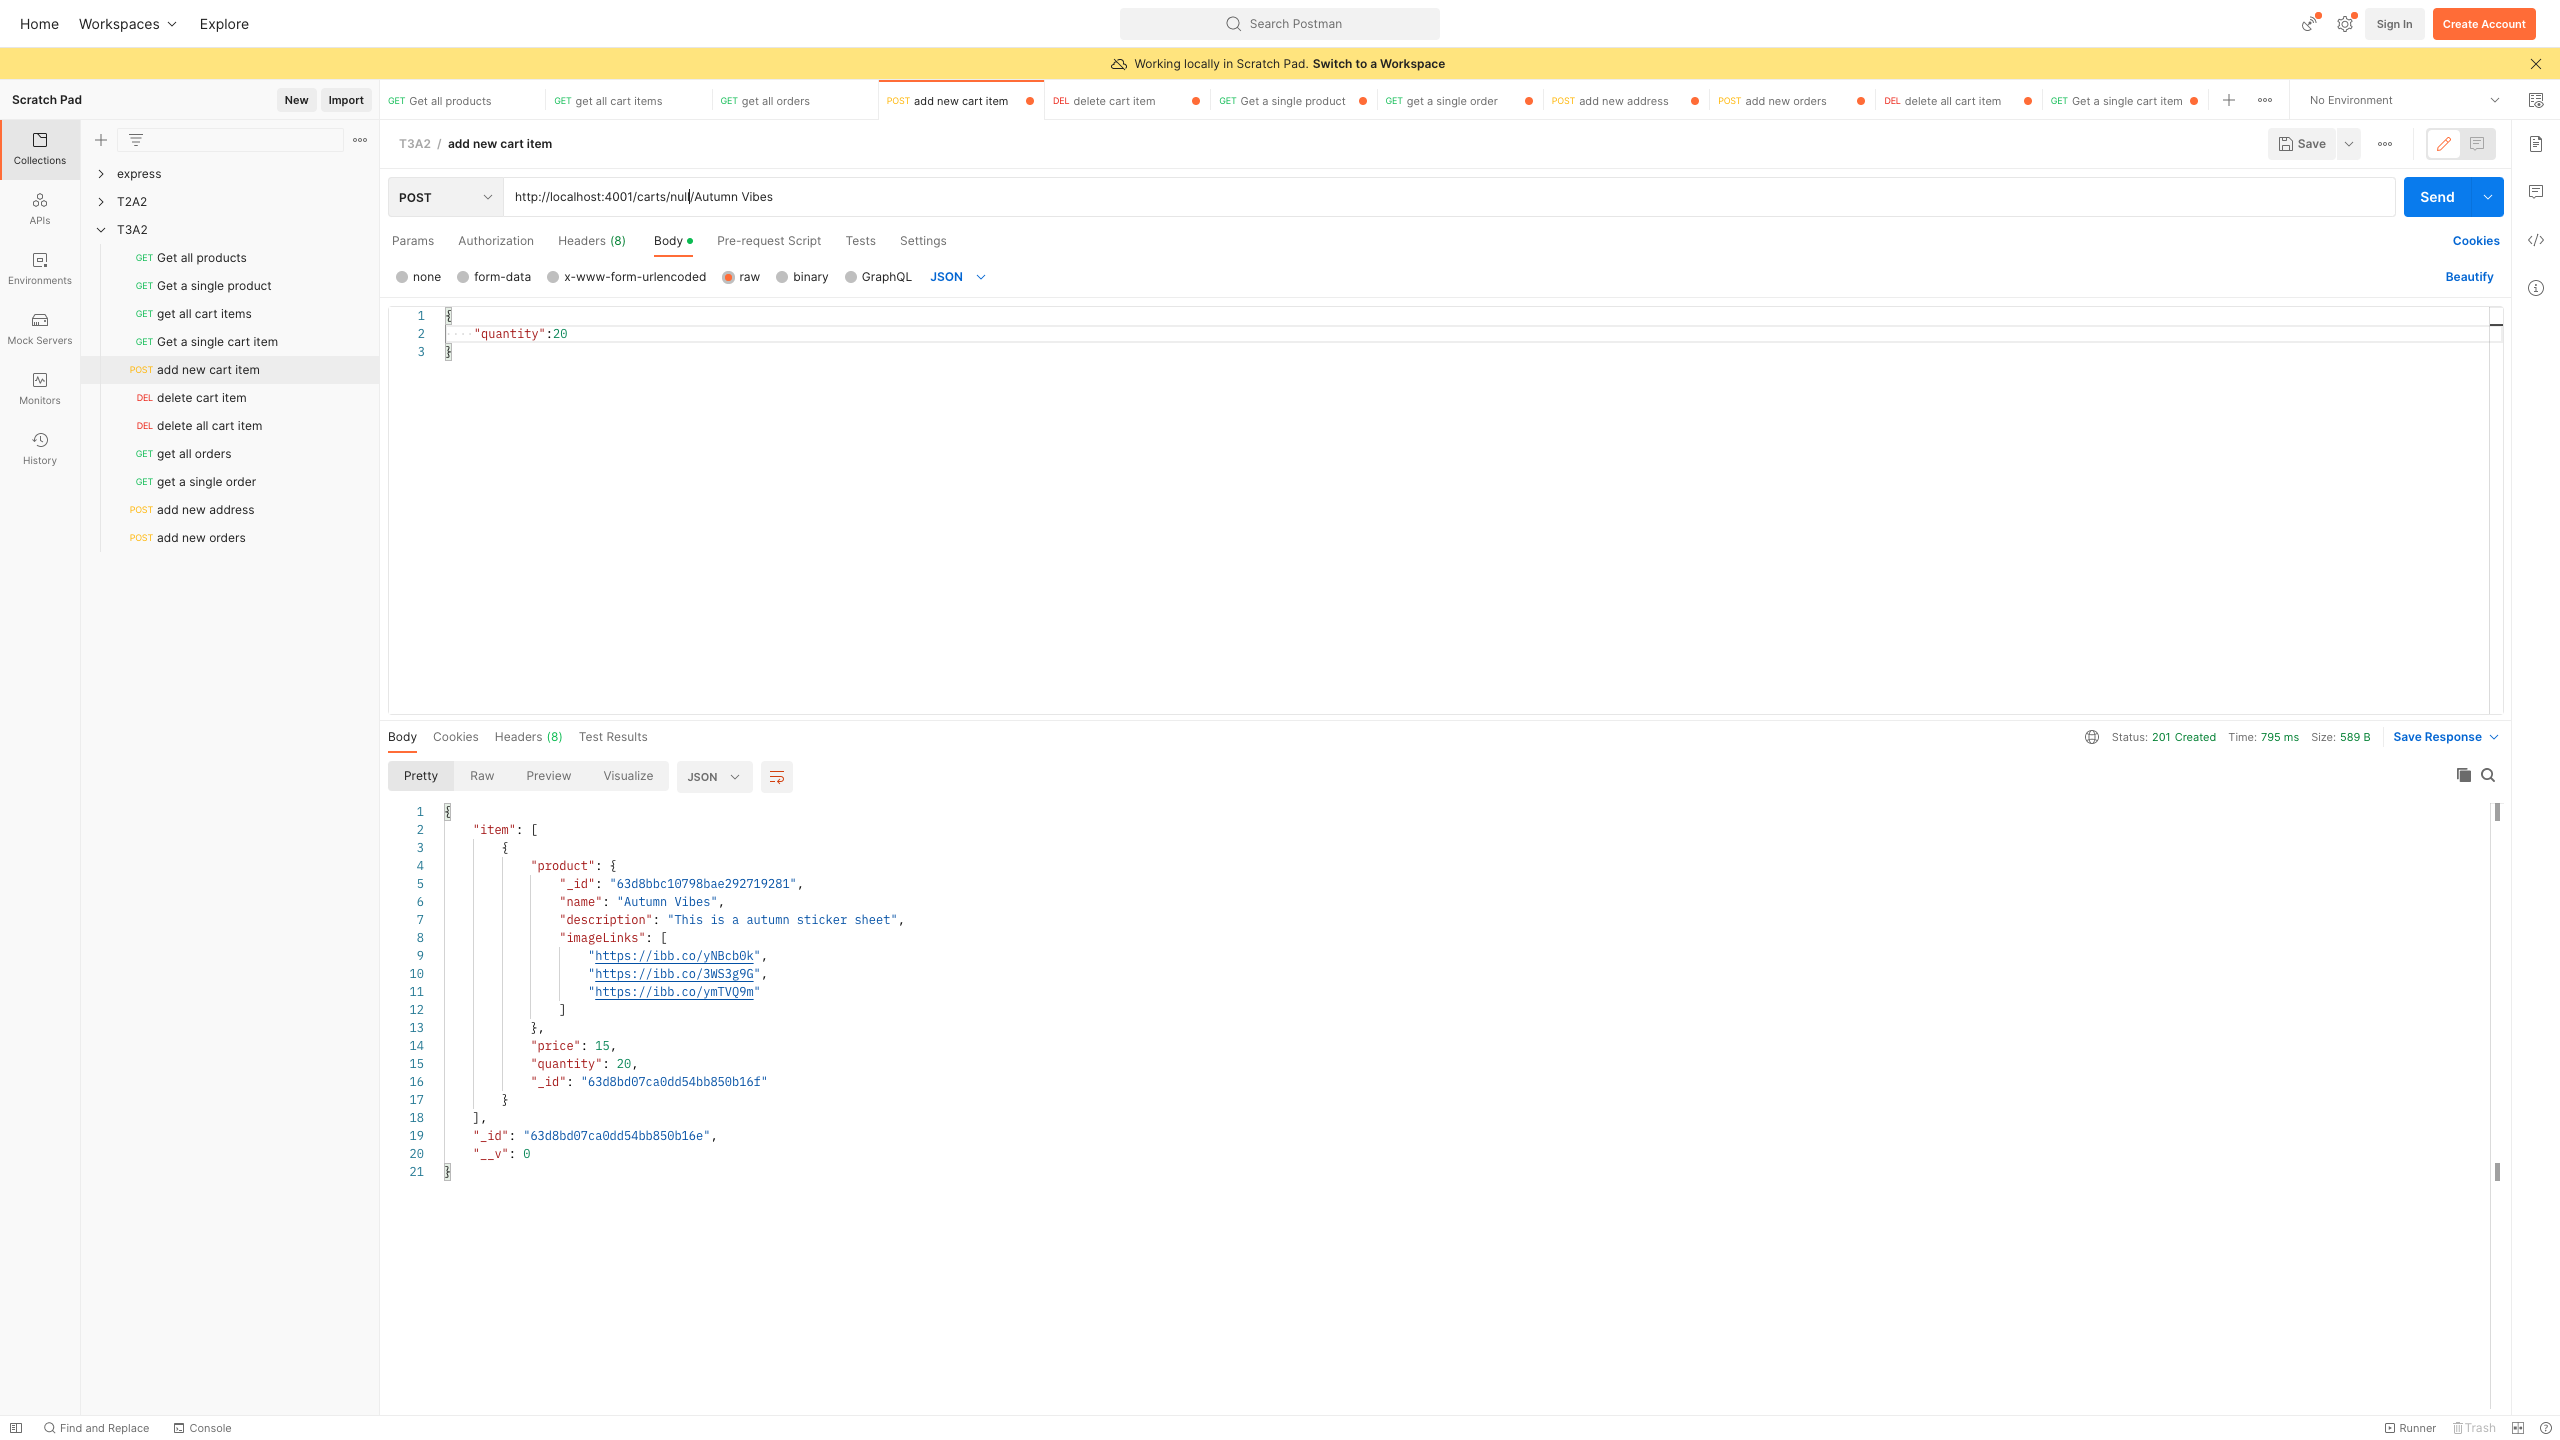 Home Workspaces Explore Search Postman Sign In Create Account
Working locally in Scratch Pad. Switch to a Workspace
Scratch Pad New Import GET Get all products GET get all cart items GET get all orders POST add new cart item DEL delete cart item GET Get a single product GET get a single order POST add new address POST add new orders DEL delete all cart item GET Get a single cart item No Environment
Collections
APIs
Environments
Mock Servers
Monitors
History
express
T2A2
T3A2
GET Get all products
GET Get a single product
GET get all cart items
GET Get a single cart item
POST add new cart item
DEL delete cart item
DEL delete all cart item
GET get all orders
GET get a single order
POST add new address
POST add new orders
T3A2 / add new cart item Save
POST http://localhost:4001/carts/null/Autumn Vibes Send
Params Authorization Headers (8) Body Pre-request Script Tests Settings Cookies
none form-data x-www-form-urlencoded raw binary GraphQL JSON Beautify
1 {
2 ····"quantity":20
3 }
Body Cookies Headers (8) Test Results Status: 201 Created Time: 795 ms Size: 589 B Save Response
Pretty Raw Preview Visualize JSON
1 {
2 "item": [
3 {
4 "product": {
5 "_id": "63d8bbc10798bae292719281",
6 "name": "Autumn Vibes",
7 "description": "This is a autumn sticker sheet",
8 "imageLinks": [
9 "https://ibb.co/yNBcb0k",
10 "https://ibb.co/3WS3g9G",
11 "https://ibb.co/ymTVQ9m"
12 ]
13 },
14 "price": 15,
15 "quantity": 20,
16 "_id": "63d8bd07ca0dd54bb850b16f"
17 }
18 ],
19 "_id": "63d8bd07ca0dd54bb850b16e",
20 "__v": 0
21 }
Find and Replace Console Runner Trash